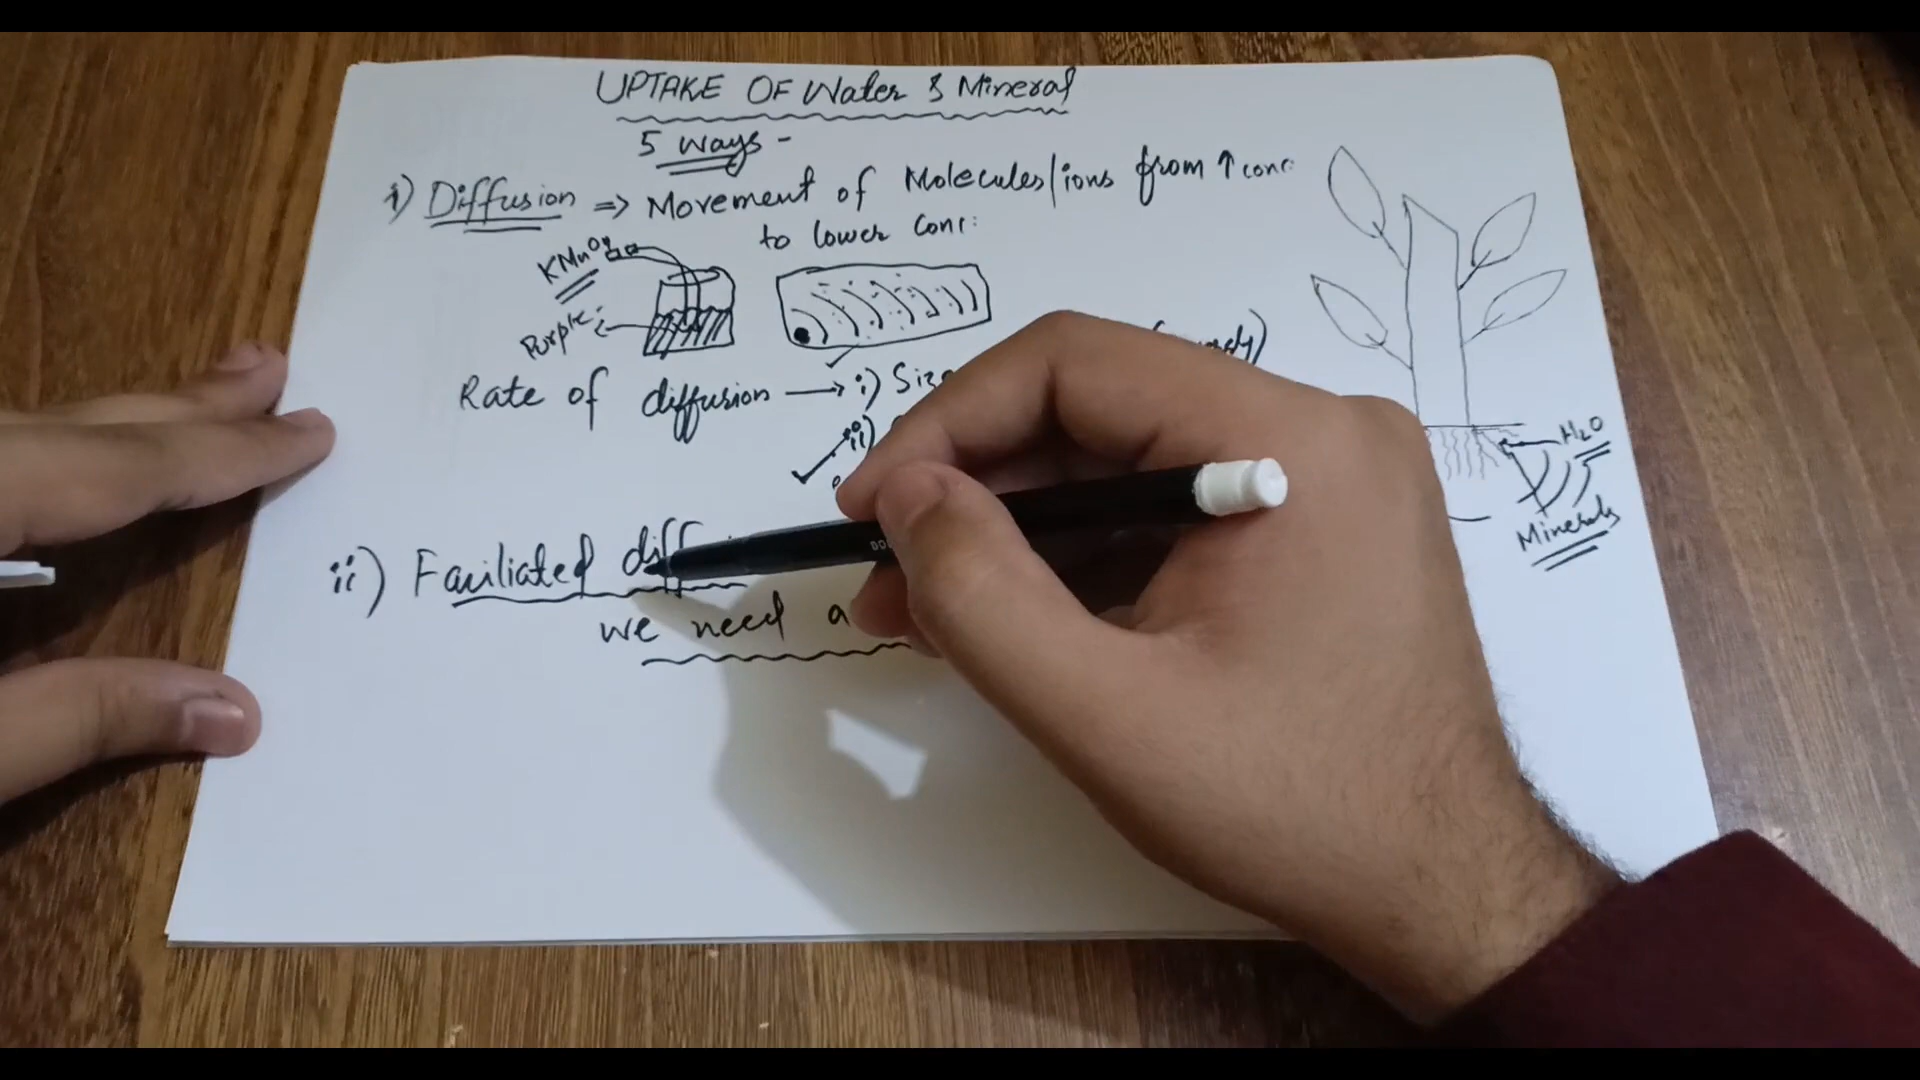 UPTAKE OF Water & Mineral
5 ways -
i) Diffusion => Movement of Molecules/ions from ↑ conc:
to lower conc:
KMnO4
Purple
Rate of diffusion → i) Size
ii)
ii) Faciliated diff
we need a
H2O
Minerals